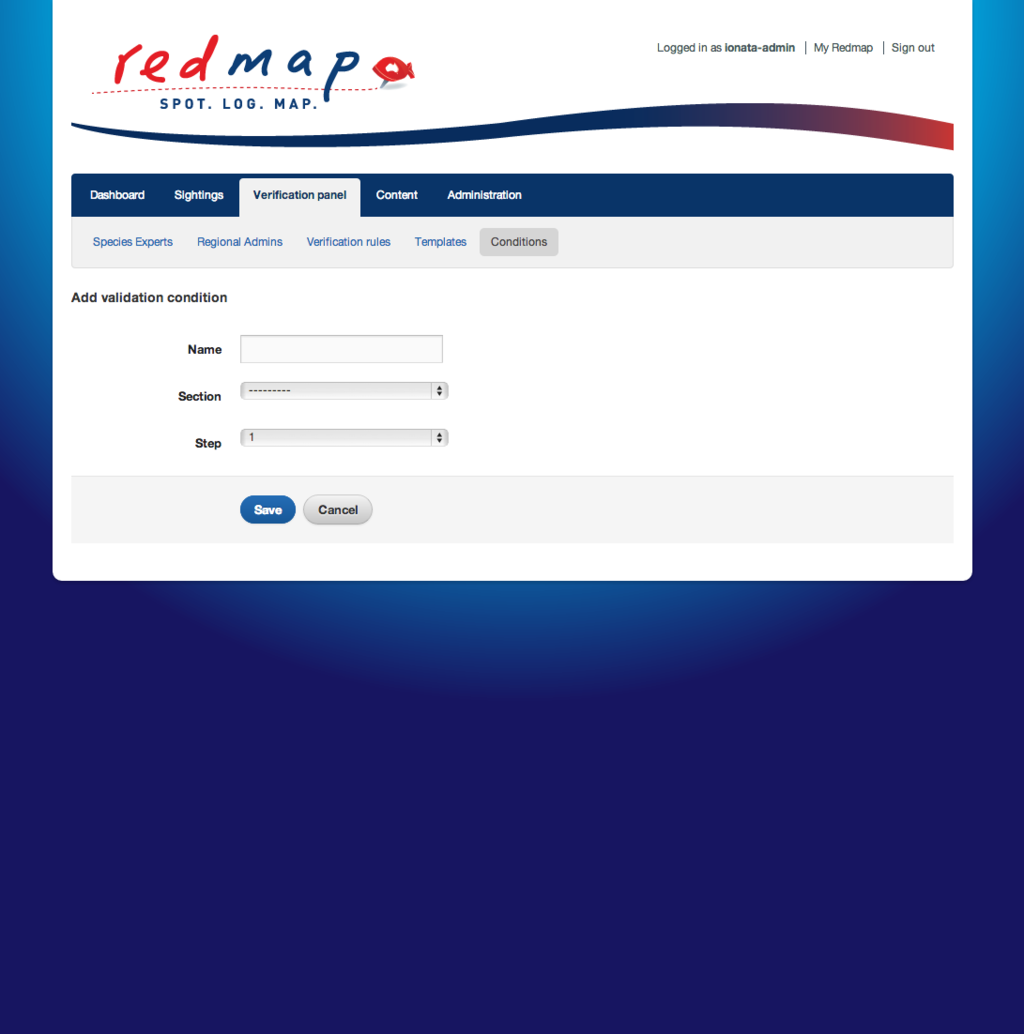 redmap
SPOT. LOG. MAP.
Logged in as ionata-admin | My Redmap | Sign out
Dashboard Sightings Verification panel Content Administration
Species Experts Regional Admins Verification rules Templates Conditions
Add validation condition
Name
Section ---------
Step 1
Save Cancel